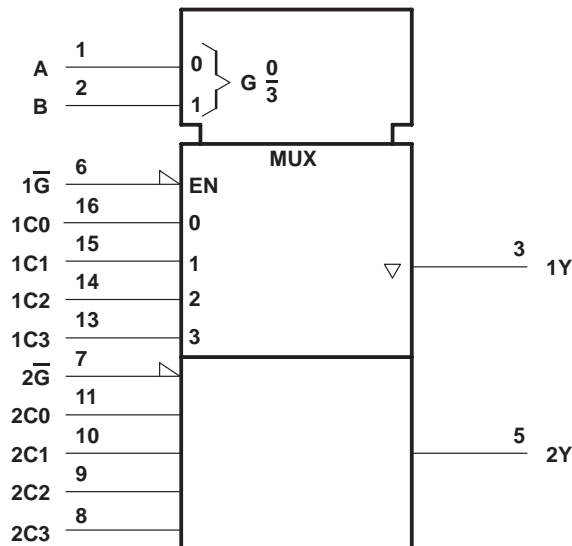 A 1 0
B 2 1
G 0/3
MUX
1G̅ 6 EN
1C0 16 0
1C1 15 1
1C2 14 2
1C3 13 3
3 1Y
2G̅ 7
2C0 11
2C1 10
2C2 9
2C3 8
5 2Y